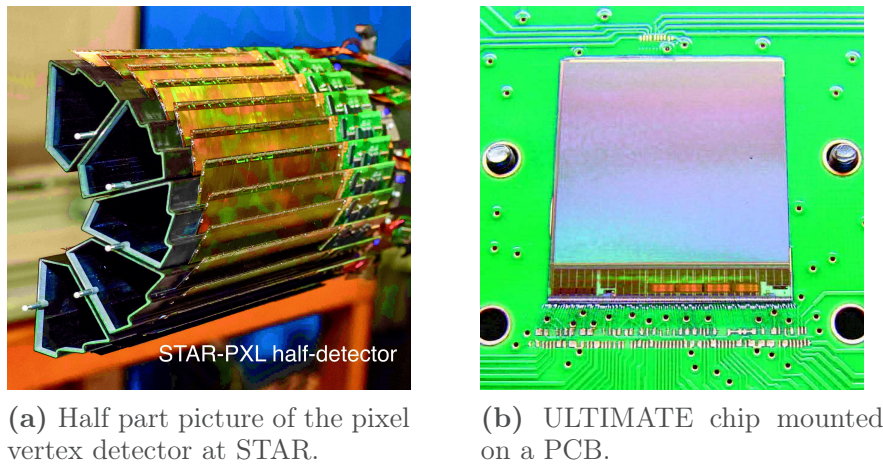 STAR-PXL half-detector
(a) Half part picture of the pixel
vertex detector at STAR.
(b) ULTIMATE chip mounted
on a PCB.